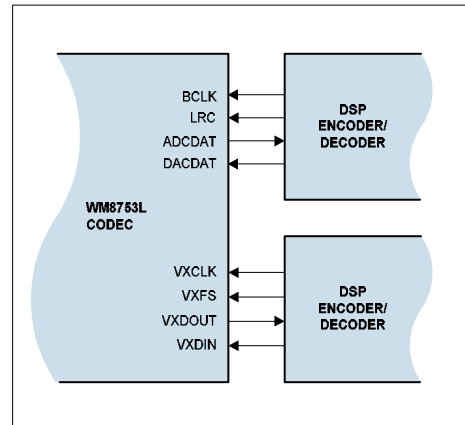 BCLK
LRC
ADCDAT
DACDAT
DSP
ENCODER/
DECODER
WM8753L
CODEC
VXCLK
VXFS
VXDOUT
VXDIN
DSP
ENCODER/
DECODER